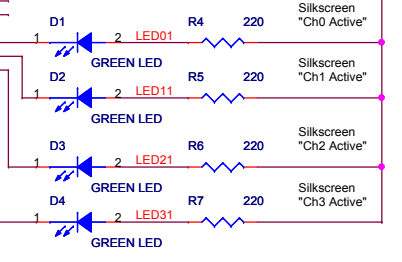 Silkscreen
D1 R4 220 "Ch0 Active"
1 2 LED01
GREEN LED
Silkscreen
D2 R5 220 "Ch1 Active"
1 2 LED11
GREEN LED
Silkscreen
D3 R6 220 "Ch2 Active"
1 2 LED21
GREEN LED
Silkscreen
D4 R7 220 "Ch3 Active"
1 2 LED31
GREEN LED